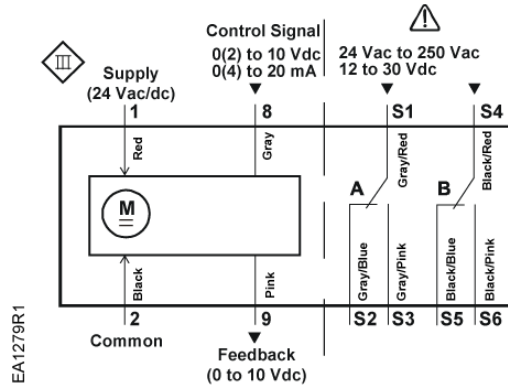 Control Signal
0(2) to 10 Vdc
0(4) to 20 mA
24 Vac to 250 Vac
12 to 30 Vdc
III
Supply
(24 Vac/dc)
1
8
S1
S4
Red
Gray
Gray/Red
Black/Red
M
A
B
Black
Pink
Gray/Blue
Gray/Pink
Black/Blue
Black/Pink
2
9
S2
S3
S5
S6
Common
Feedback
(0 to 10 Vdc)
EA1279R1